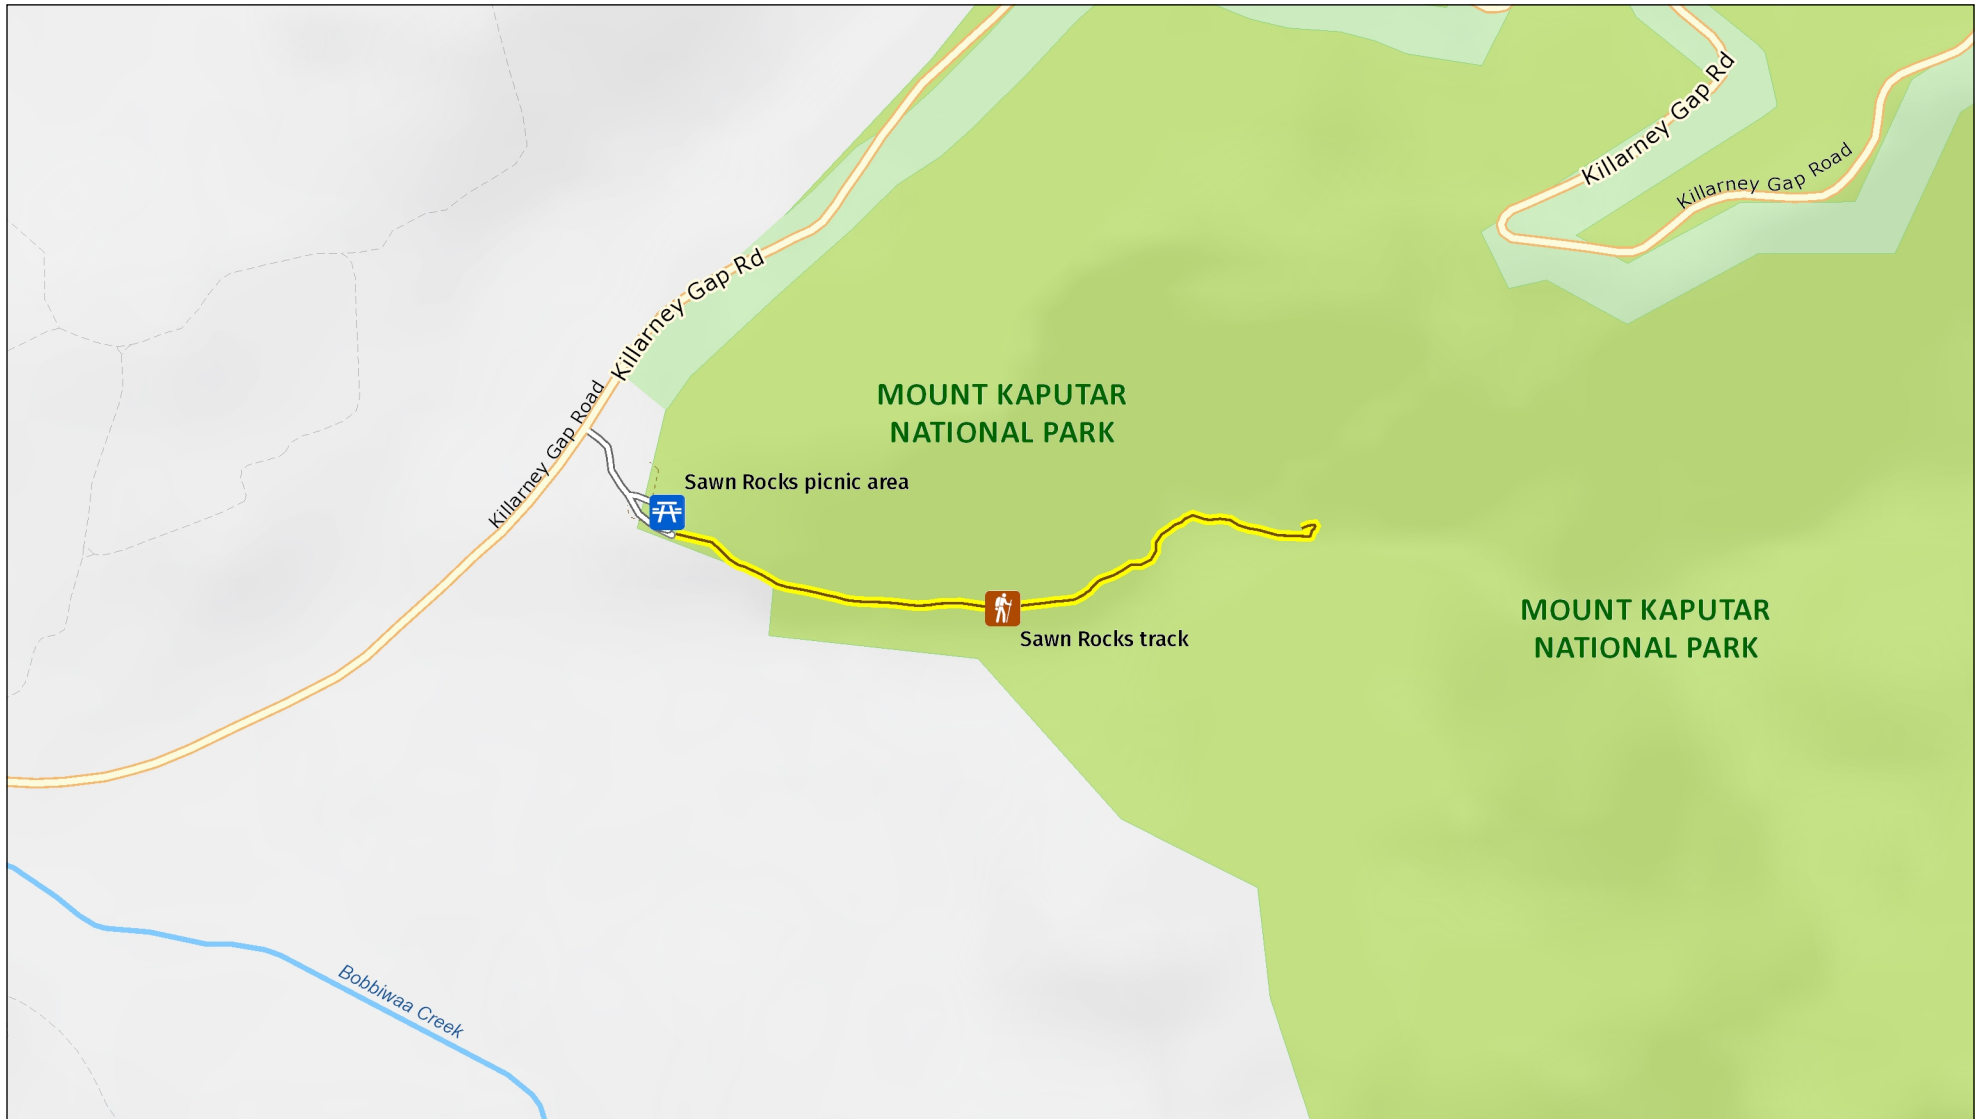 Killarney Gap Rd
Killarney Gap Road
Killarney Gap Rd
Killarney Gap Road
MOUNT KAPUTAR
NATIONAL PARK
Sawn Rocks picnic area
Sawn Rocks track
MOUNT KAPUTAR
NATIONAL PARK
Bobbiwaa Creek